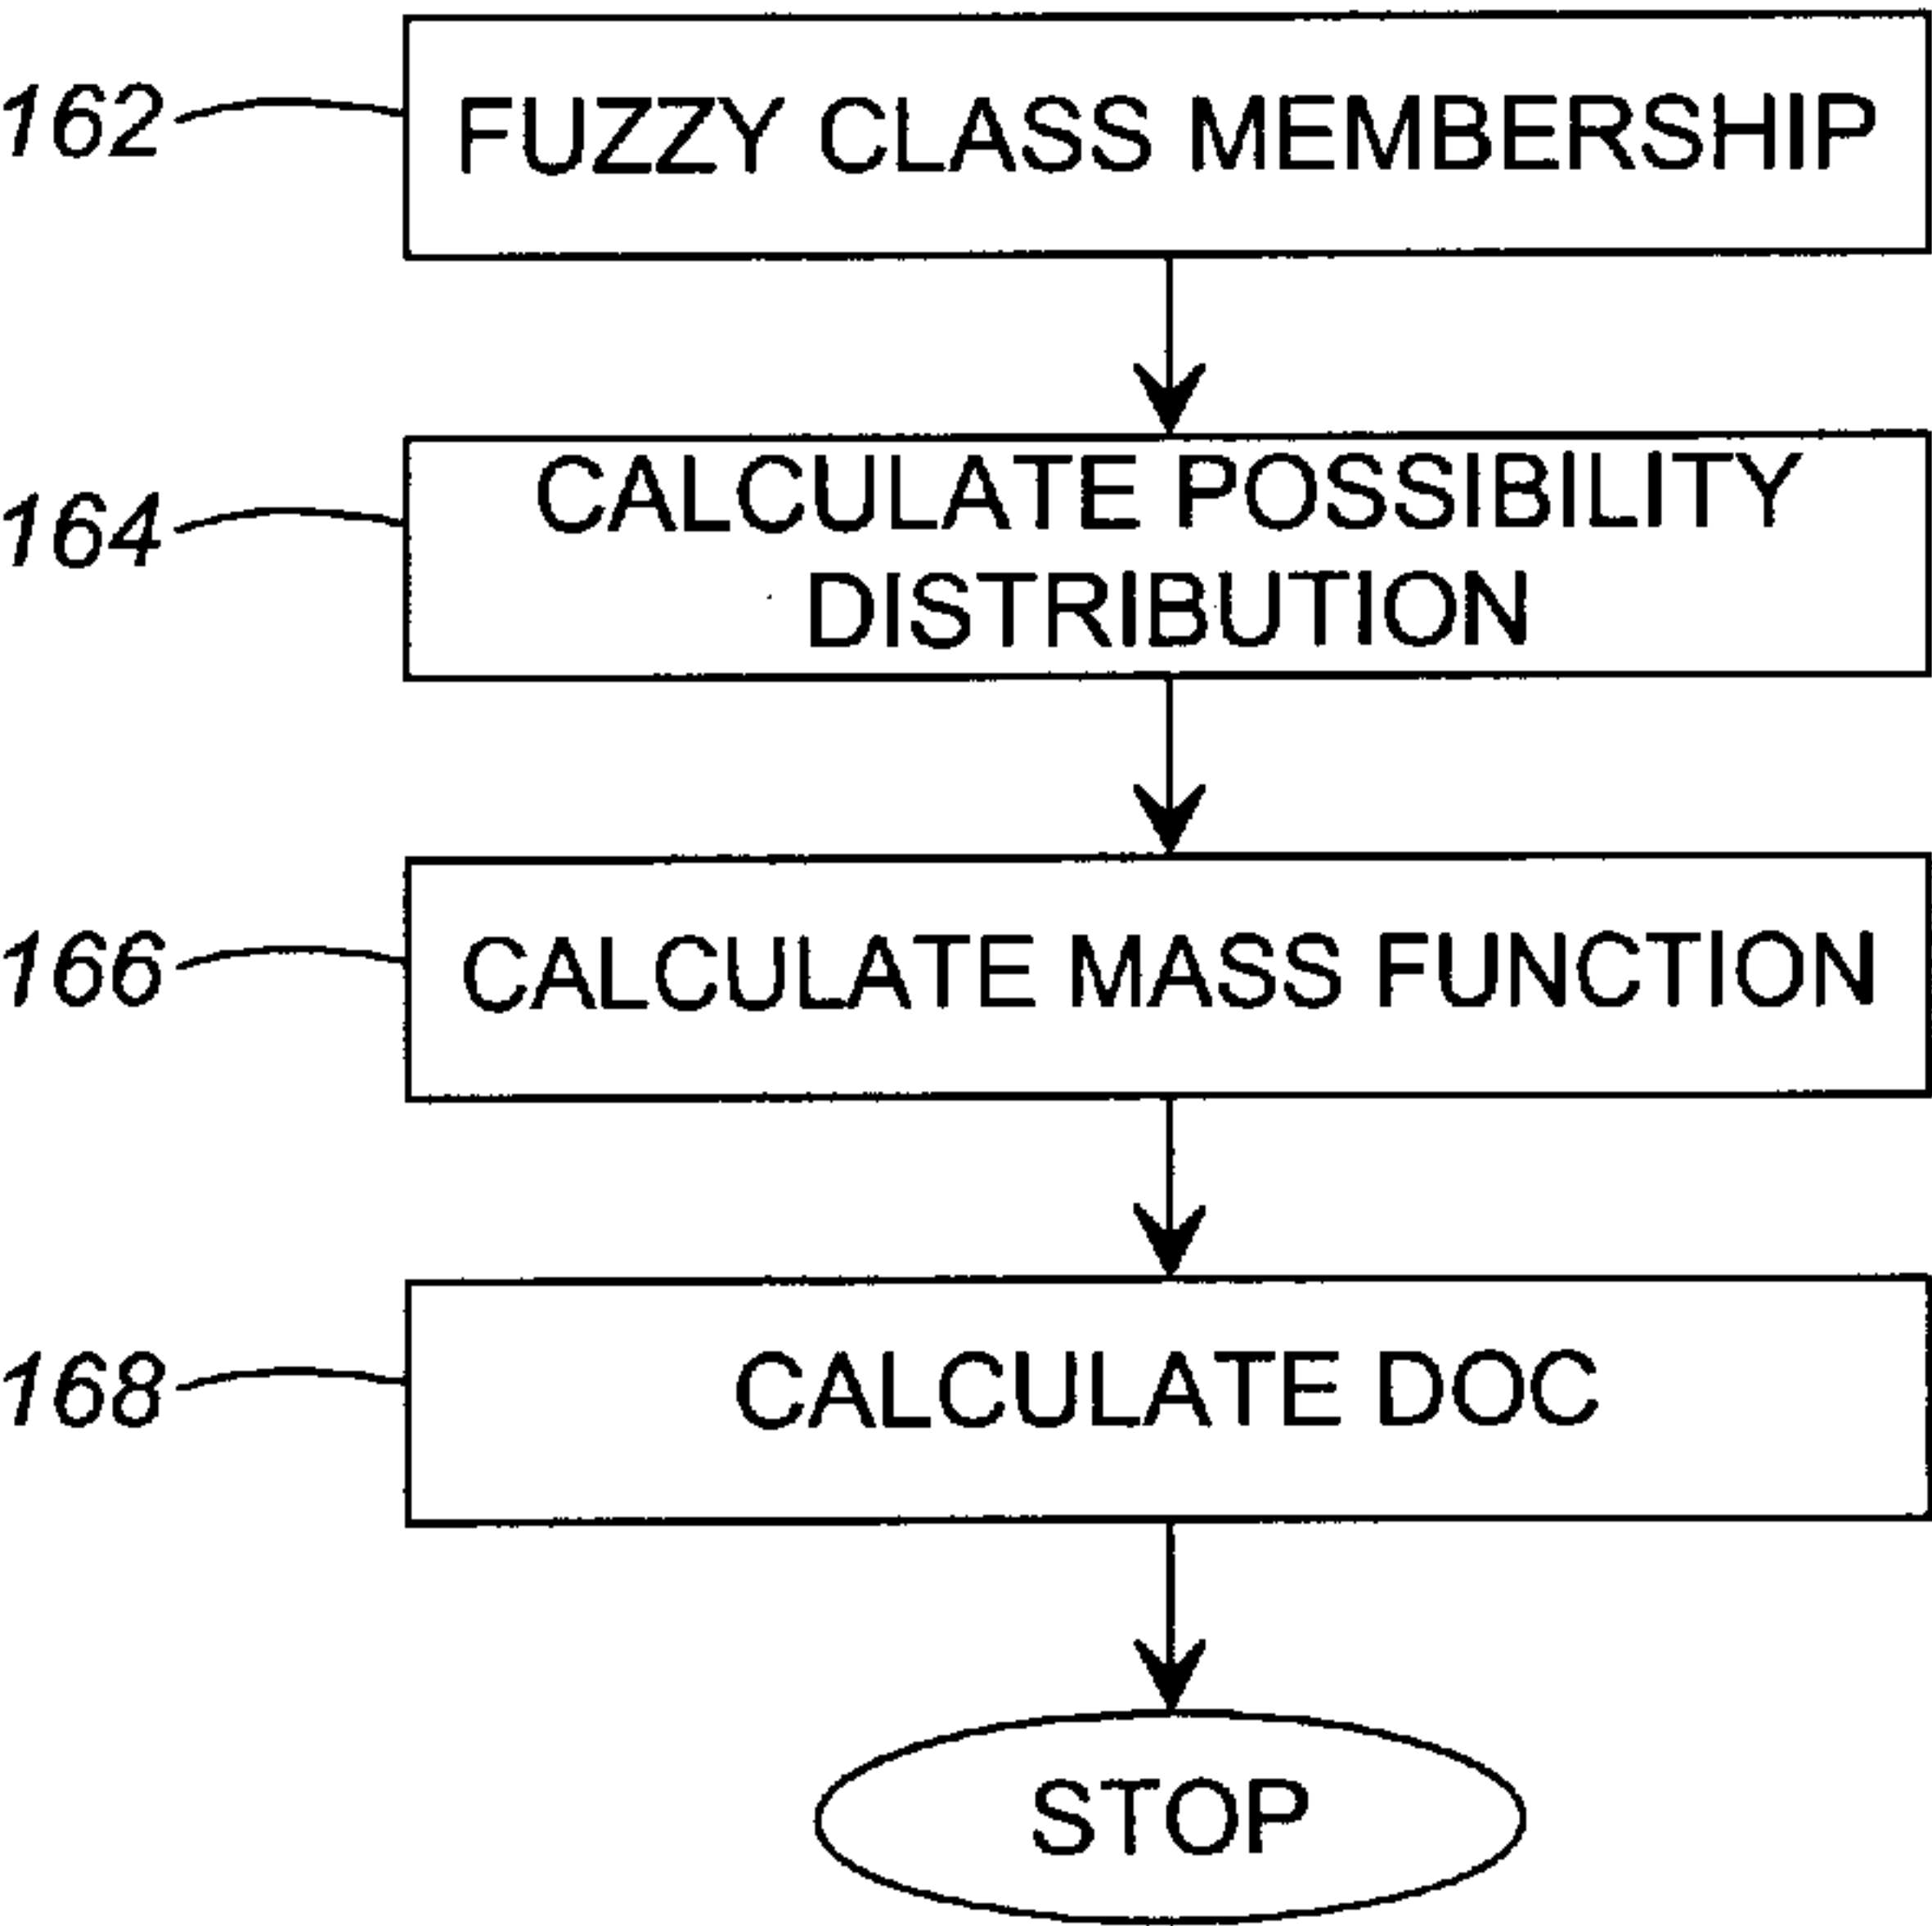 162
FUZZY CLASS MEMBERSHIP
164
CALCULATE POSSIBILITY
DISTRIBUTION
166
CALCULATE MASS FUNCTION
168
CALCULATE DOC
STOP